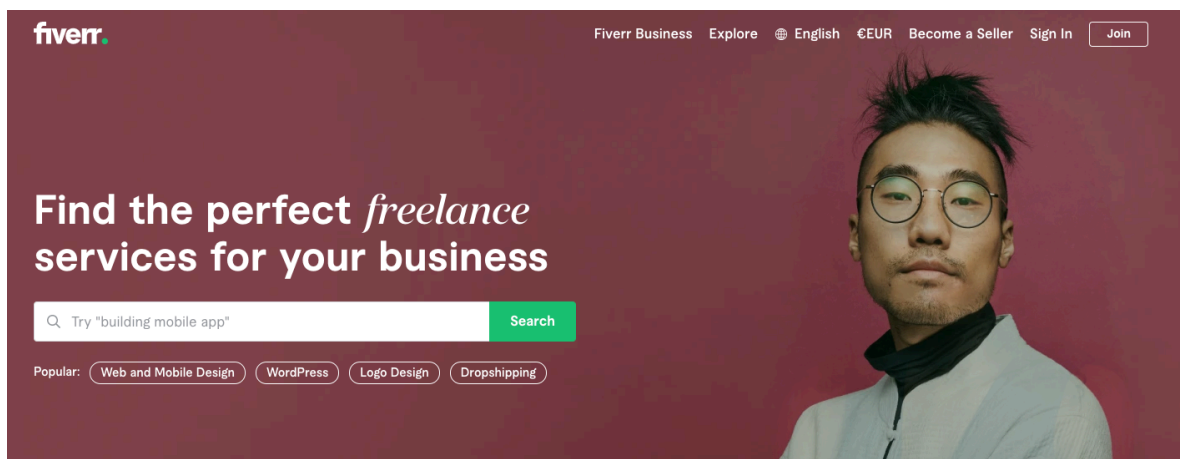 fiverr.
Fiverr Business Explore English €EUR Become a Seller Sign In Join
Find the perfect freelance
services for your business
Try "building mobile app" Search
Popular: Web and Mobile Design WordPress Logo Design Dropshipping